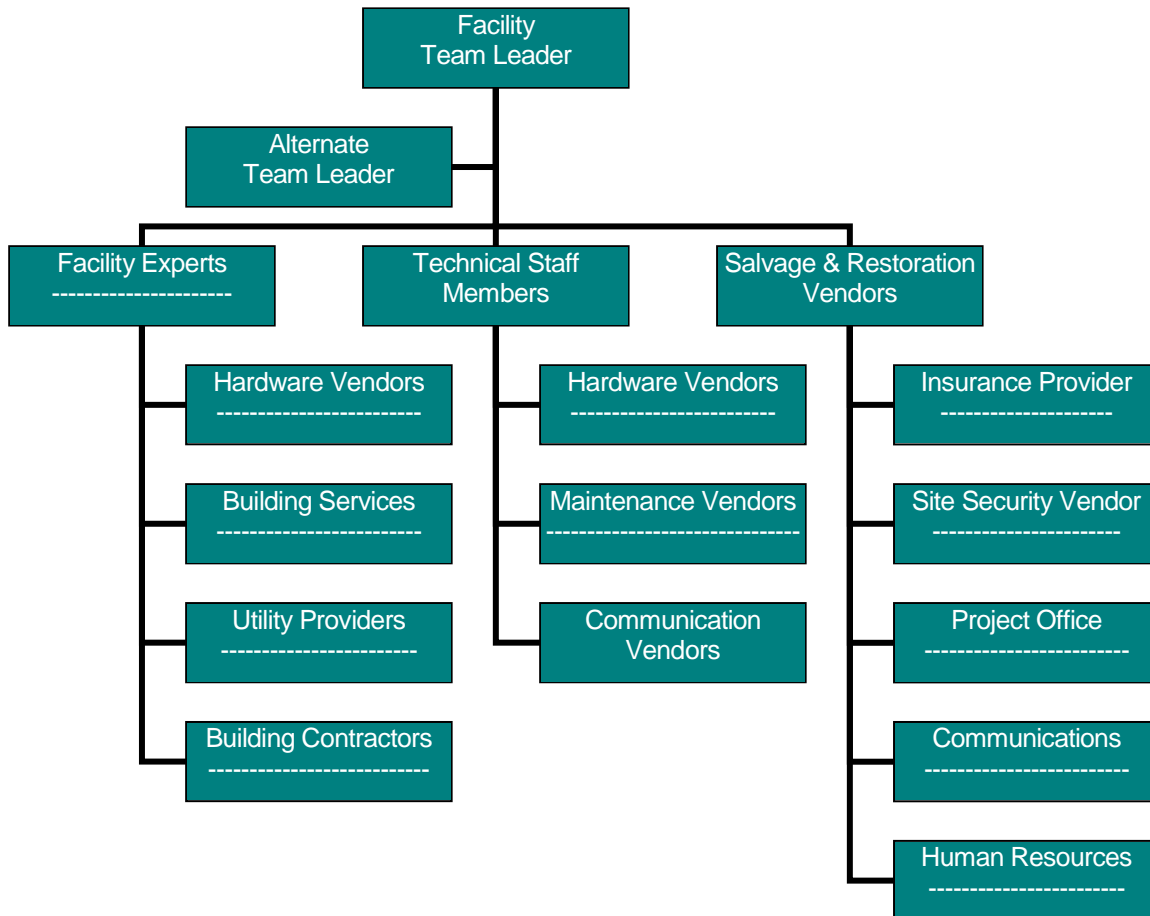 Facility
Team Leader
Alternate
Team Leader
Facility Experts
----------------------
Technical Staff
Members
Salvage & Restoration
Vendors
Hardware Vendors
-------------------------
Building Services
-------------------------
Utility Providers
------------------------
Building Contractors
---------------------------
Hardware Vendors
-------------------------
Maintenance Vendors
-------------------------------
Communication
Vendors
Insurance Provider
---------------------
Site Security Vendor
-----------------------
Project Office
-------------------------
Communications
-------------------------
Human Resources
------------------------